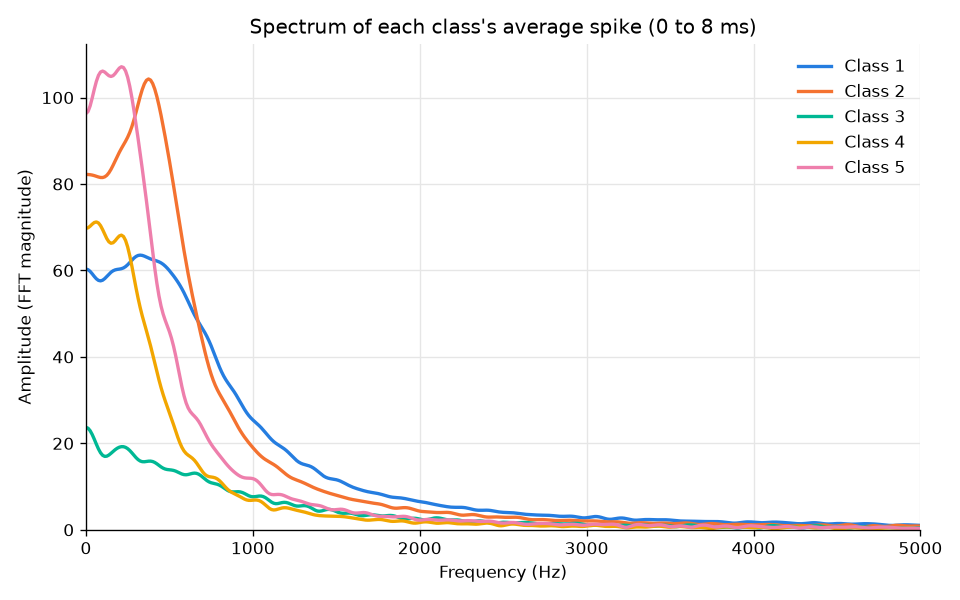 Spectrum of each class's average spike (0 to 8 ms)
Class 1
Class 2
Class 3
Class 4
Class 5
Amplitude (FFT magnitude)
100
80
60
40
20
0
0 1000 2000 3000 4000 5000
Frequency (Hz)